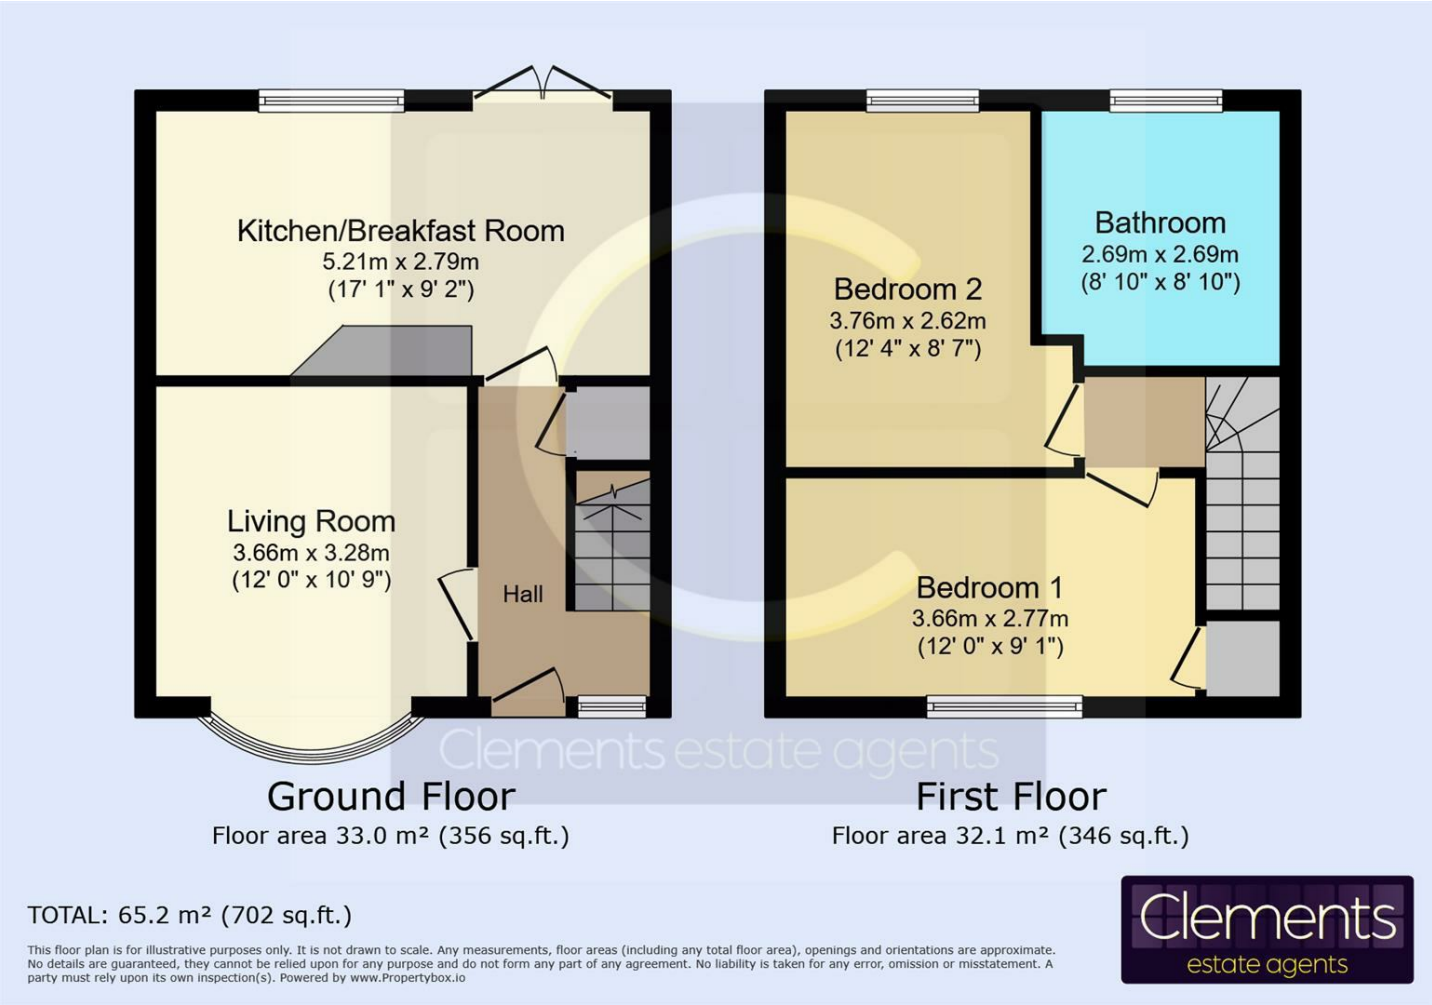 Kitchen/Breakfast Room
5.21m x 2.79m
(17' 1" x 9' 2")
Living Room
3.66m x 3.28m
(12' 0" x 10' 9")
Hall
Bedroom 2
3.76m x 2.62m
(12' 4" x 8' 7")
Bathroom
2.69m x 2.69m
(8' 10" x 8' 10")
Bedroom 1
3.66m x 2.77m
(12' 0" x 9' 1")
Clements estate agents
Ground Floor
Floor area 33.0 m² (356 sq.ft.)
First Floor
Floor area 32.1 m² (346 sq.ft.)
TOTAL: 65.2 m² (702 sq.ft.)
This floor plan is for illustrative purposes only. It is not drawn to scale. Any measurements, floor areas (including any total floor area), openings and orientations are approximate.
No details are guaranteed, they cannot be relied upon for any purpose and do not form any part of any agreement. No liability is taken for any error, omission or misstatement. A
party must rely upon its own inspection(s). Powered by www.Propertybox.io
Clements
estate agents